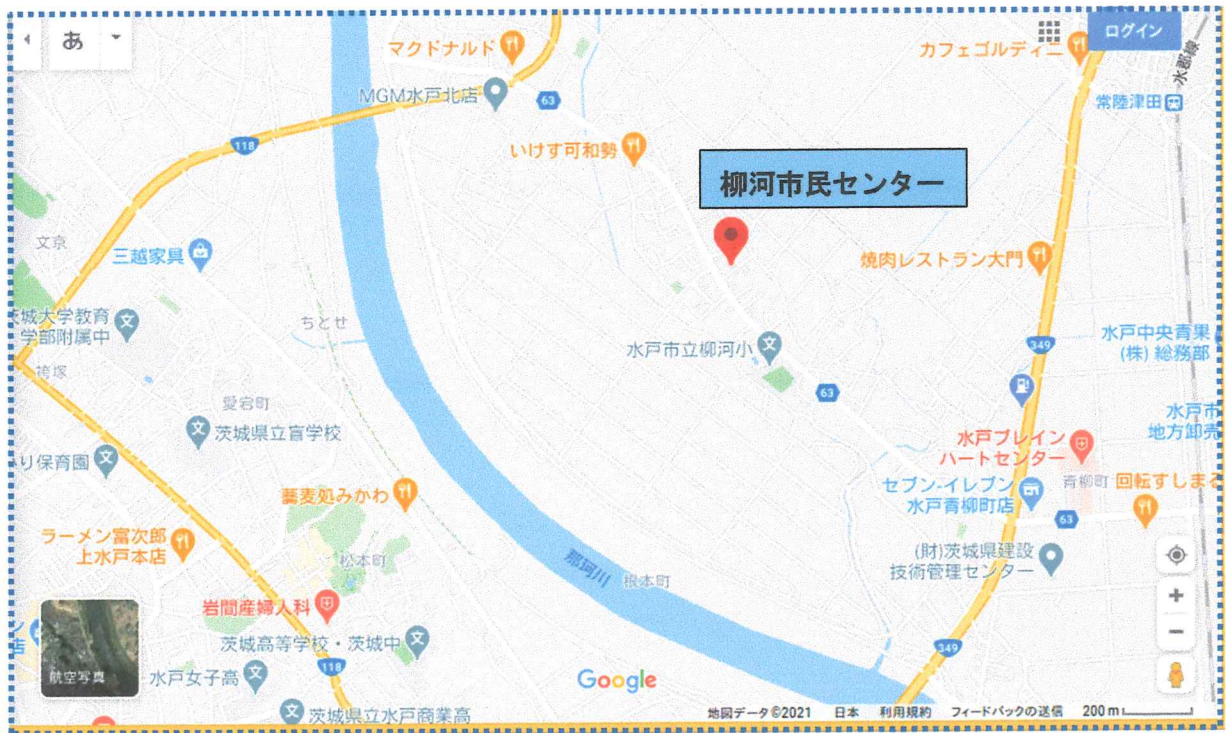 あ
マクドナルド
カフェゴルディニ
ログイン
水郡線
MGM水戸北店
63
常陸津田
118
いけす可和勢
柳河市民センター
文京
三越家具
焼肉レストラン大門
茨城大学教育
学部附属中
ちとせ
水戸市立柳河小
349
水戸中央青果
(株) 総務部
袴塚
愛宕町
63
茨城県立盲学校
水戸市
地方卸売
水戸ブレイン
ハートセンター
り保育園
蕎麦処みかわ
セブン-イレブン
水戸青柳町店
青柳町
回転すしまる
63
ラーメン富次郎
上水戸本店
松本町
那珂川
根本町
(財)茨城県建設
技術管理センター
岩間産婦人科
茨城高等学校・茨城中
349
店
航空写真
水戸女子高
118
Google
茨城県立水戸商業高
地図データ ©2021
日本
利用規約
フィードバックの送信
200 m